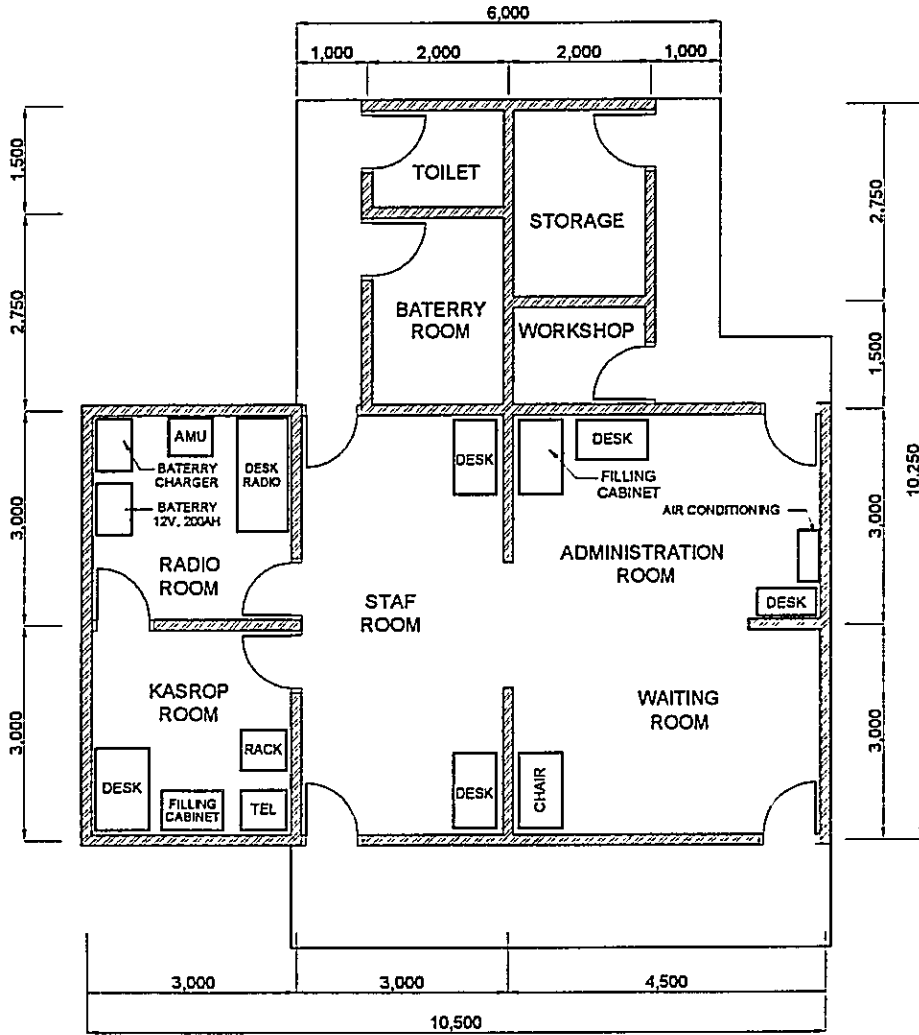 6,000
1,000
2,000
2,000
1,000
1,500
2,750
3,000
3,000
2,750
1,500
3,000
3,000
10,250
TOILET
STORAGE
BATERRY
ROOM
WORKSHOP
AMU
BATERRY
CHARGER
DESK
RADIO
BATERRY
12V, 200AH
RADIO
ROOM
DESK
DESK
FILLING
CABINET
AIR CONDITIONING
ADMINISTRATION
ROOM
DESK
STAF
ROOM
KASROP
ROOM
WAITING
ROOM
RACK
DESK
FILLING
CABINET
TEL
DESK
CHAIR
3,000
3,000
4,500
10,500